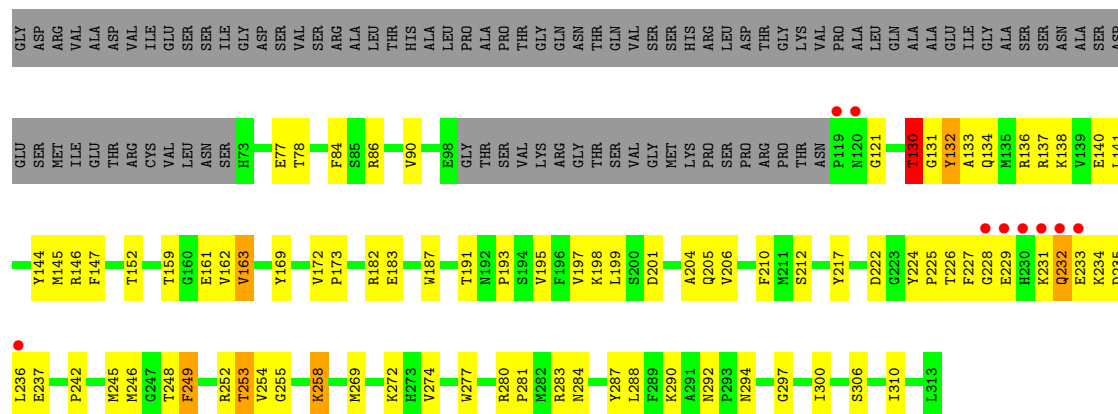 GLY ASP ARG VAL ALA ASP VAL ILE GLU SER SER ILE GLY ASP SER VAL SER ARG ALA LEU THR HIS ALA LEU PRO ALA PRO THR GLY GLN ASN THR GLN VAL SER SER HIS ARG LEU ASP THR GLY LYS VAL PRO ALA LEU GLN ALA ALA GLU ILE GLY ALA SER SER ASN ALA SER ASP
GLU SER MET ILE GLU THR ARG CYS VAL LEU ASN SER H73 E77 T78 F84 S85 R86 V90 E98 GLY THR SER VAL LYS ARG GLY THR SER VAL GLY MET LYS PRO SER PRO ARG PRO THR ASN P119 N120 G121 T130 G131 Y132 A133 Q134 M135 R136 R137 K138 V139 E140 L141
Y144 M145 R146 F147 T152 T159 G160 E161 V162 V163 Y169 V172 P173 R182 E183 W187 T191 N192 P193 S194 V195 F196 V197 K198 L199 S200 D201 A204 Q205 V206 F210 M211 S212 Y217 D222 G223 Y224 P225 T226 F227 G228 E229 H230 K231 Q232 E233 K234 D235
L236 E237 P242 M245 M246 G247 T248 F249 R252 T253 V254 G255 K258 M269 K272 H273 V274 W277 R280 P281 M282 R283 N284 Y287 L288 F289 K290 A291 N292 P293 N294 G297 I300 S306 I310 L313